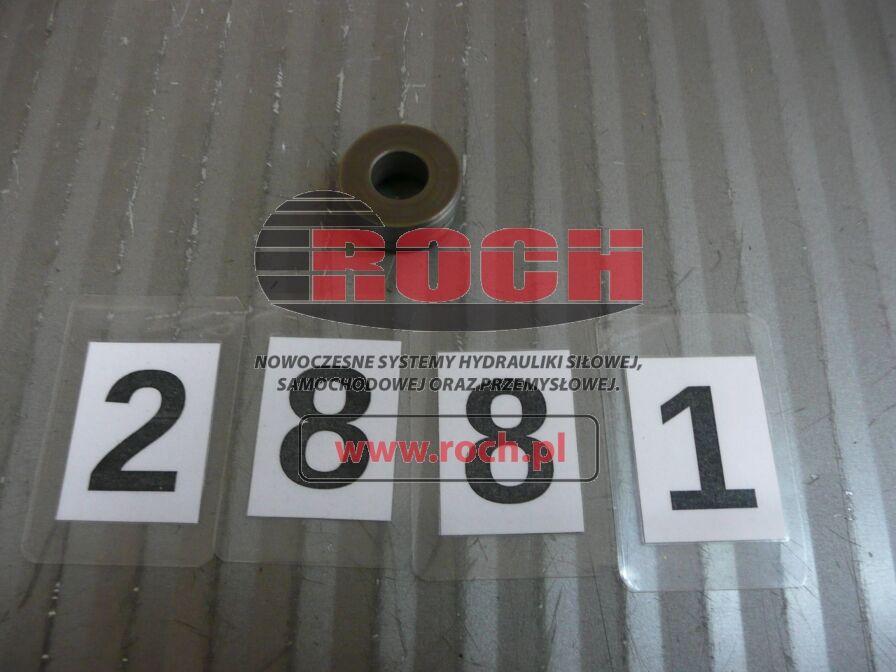 ROCH
NOWOCZESNE SYSTEMY HYDRAULIKI SIŁOWEJ,
SAMOCHODOWEJ ORAZ PRZEMYSŁOWEJ.
www.roch.pl
2 8 8 1